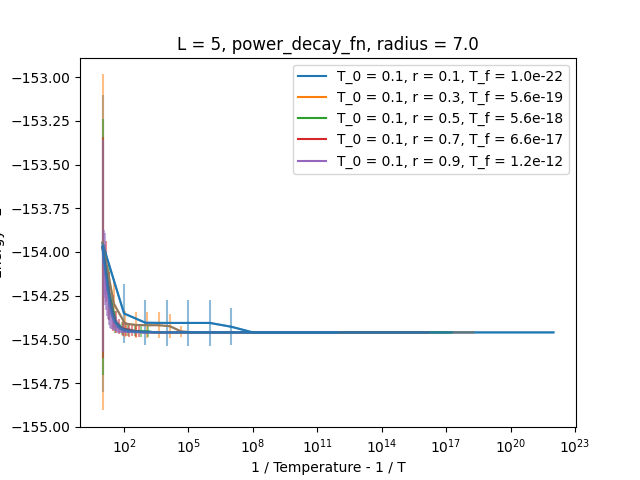 L = 5, power_decay_fn, radius = 7.0
−153.00
−153.25
−153.50
−153.75
−154.00
−154.25
−154.50
−154.75
−155.00
T_0 = 0.1, r = 0.1, T_f = 1.0e-22
T_0 = 0.1, r = 0.3, T_f = 5.6e-19
T_0 = 0.1, r = 0.5, T_f = 5.6e-18
T_0 = 0.1, r = 0.7, T_f = 6.6e-17
T_0 = 0.1, r = 0.9, T_f = 1.2e-12
10² 10⁵ 10⁸ 10¹¹ 10¹⁴ 10¹⁷ 10²⁰ 10²³
1 / Temperature - 1 / T